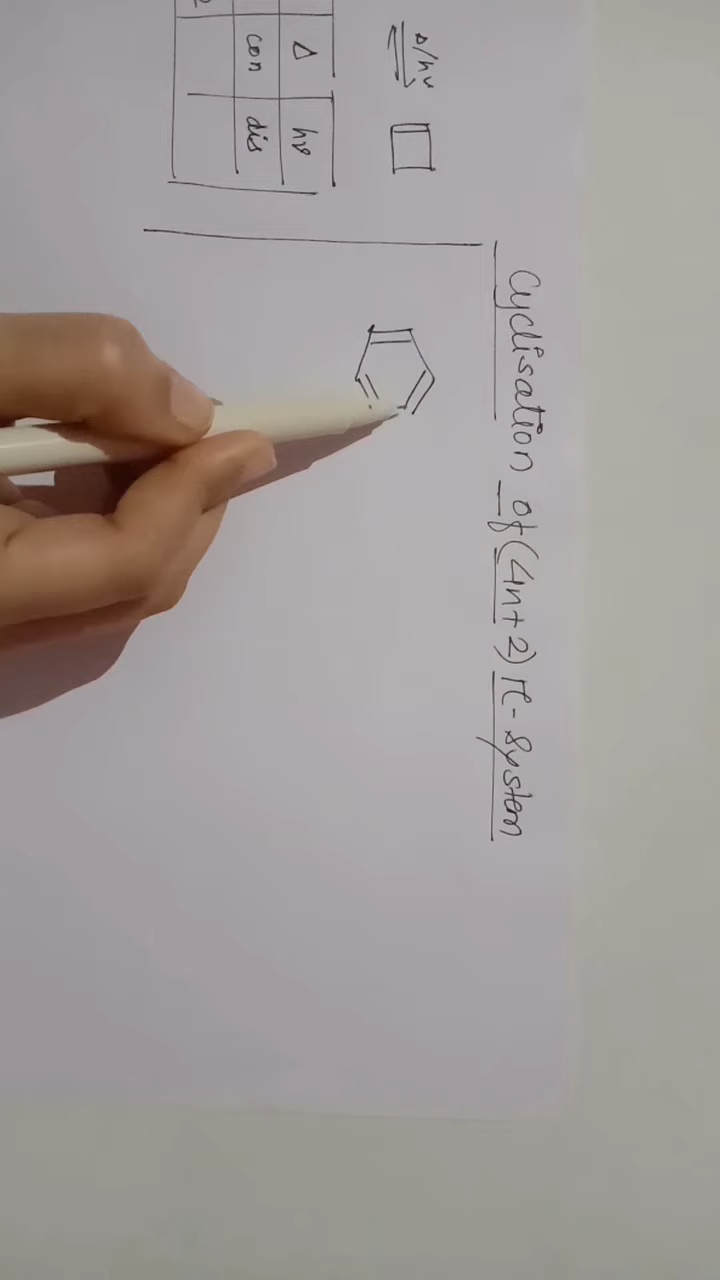 Cyclisation of (4n+2) π-System
Δ/hν
Δ hν
con dis